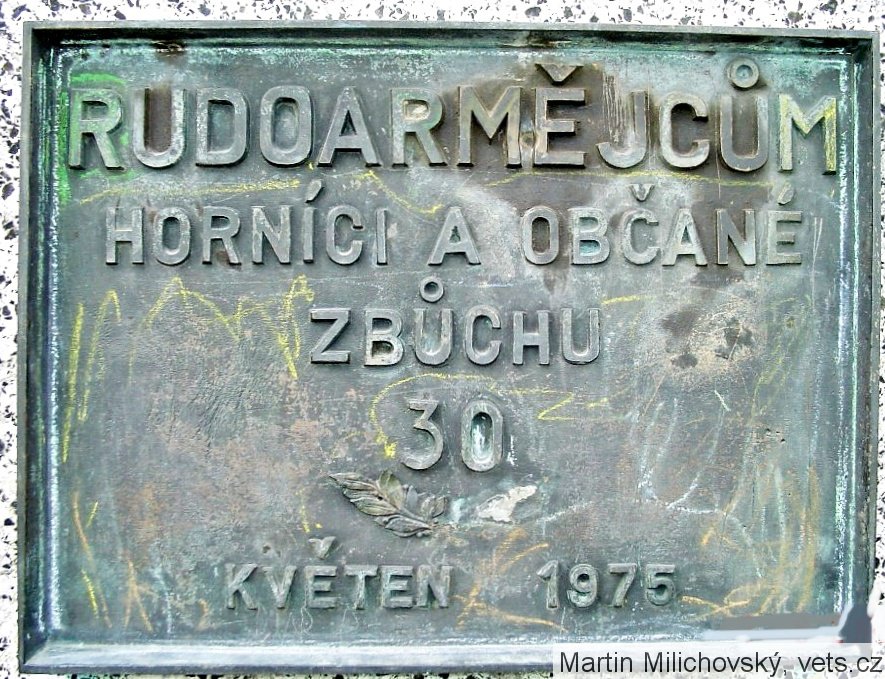 RUDOARMĚJCŮM
HORNÍCI A OBČANÉ
ZBŮCHU
30
KVĚTEN 1975
Martin Milichovský, vets.cz